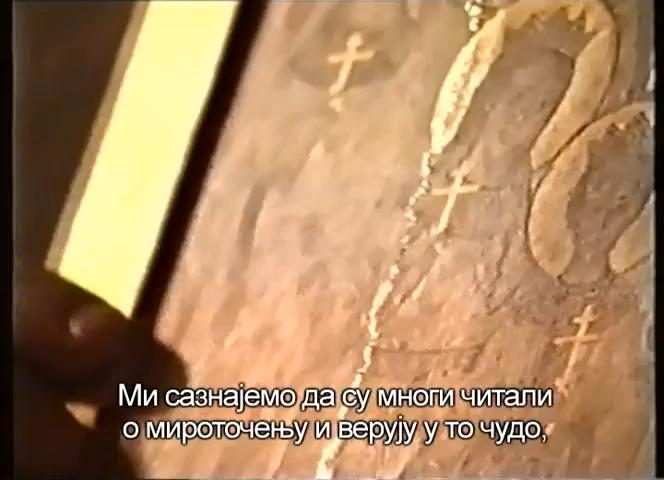 Ми сазнајемо да су многи читали
о мироточењу и верују у то чудо,